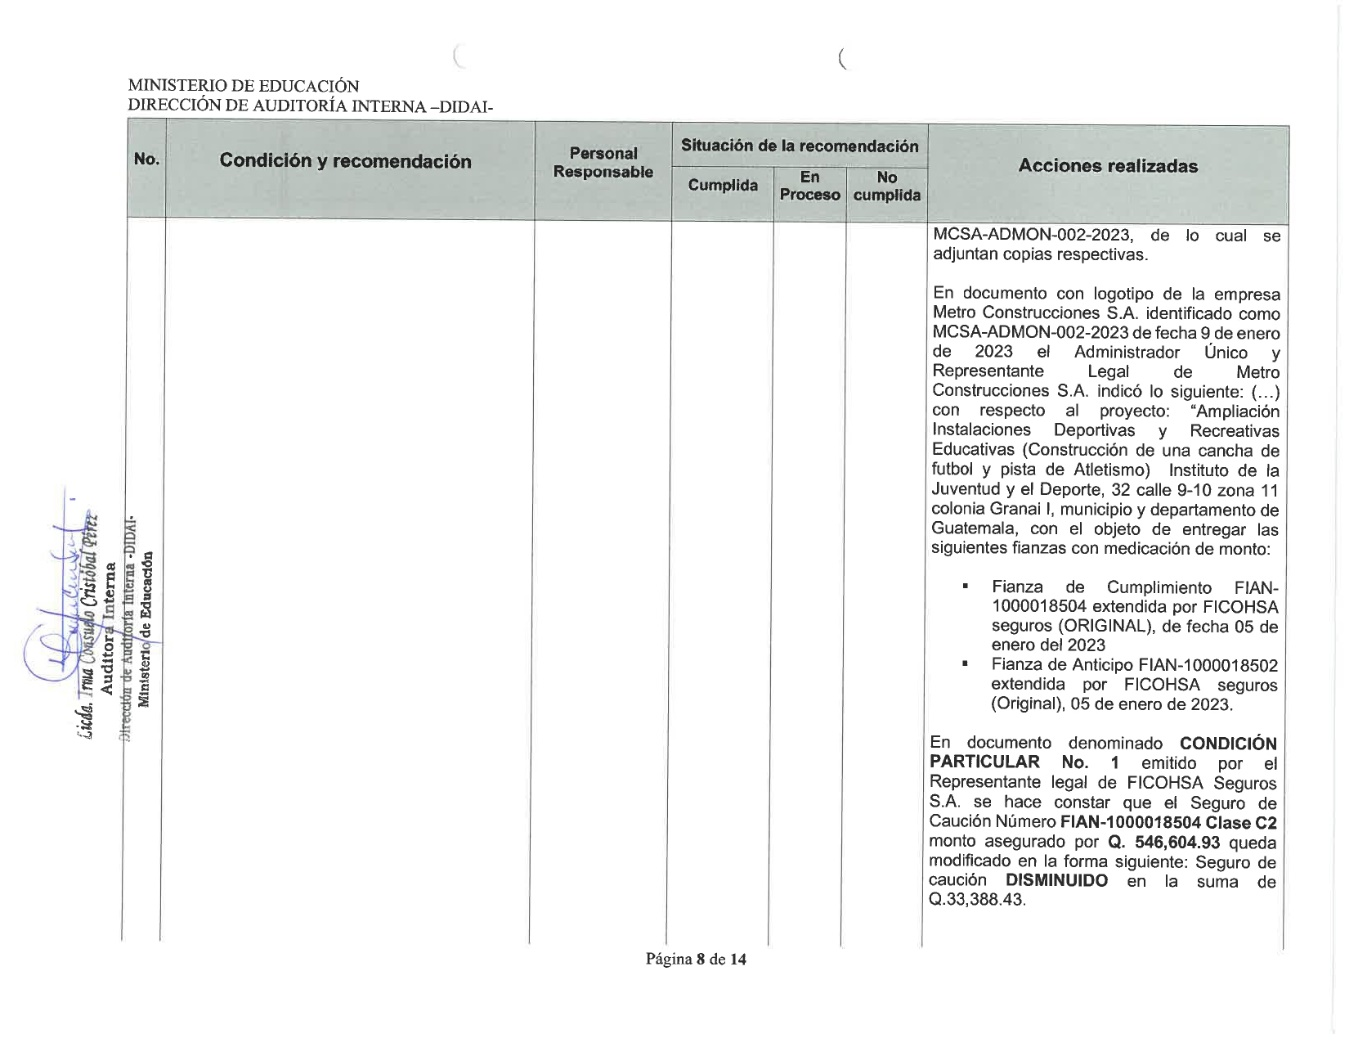 MINISTERIO DE EDUCACIÓN
DIRECCIÓN DE AUDITORÍA INTERNA –DIDAI-
No.
Condición y recomendación
Personal
Responsable
Situación de la recomendación
Cumplida
En
Proceso
No
cumplida
Acciones realizadas
MCSA-ADMON-002-2023, de lo cual se
adjuntan copias respectivas.
En documento con logotipo de la empresa
Metro Construcciones S.A. identificado como
MCSA-ADMON-002-2023 de fecha 9 de enero
de 2023 el Administrador Único y
Representante Legal de Metro
Construcciones S.A. indicó lo siguiente: (...)
con respecto al proyecto: “Ampliación
Instalaciones Deportivas y Recreativas
Educativas (Construcción de una cancha de
futbol y pista de Atletismo) Instituto de la
Juventud y el Deporte, 32 calle 9-10 zona 11
colonia Granai I, municipio y departamento de
Guatemala, con el objeto de entregar las
siguientes fianzas con medicación de monto:
▪ Fianza de Cumplimiento FIAN-
1000018504 extendida por FICOHSA
seguros (ORIGINAL), de fecha 05 de
enero del 2023
▪ Fianza de Anticipo FIAN-1000018502
extendida por FICOHSA seguros
(Original), 05 de enero de 2023.
En documento denominado CONDICIÓN
PARTICULAR No. 1 emitido por el
Representante legal de FICOHSA Seguros
S.A. se hace constar que el Seguro de
Caución Número FIAN-1000018504 Clase C2
monto asegurado por Q. 546,604.93 queda
modificado en la forma siguiente: Seguro de
caución DISMINUIDO en la suma de
Q.33,388.43.
Licda. Irma Consuelo Cristóbal Pérez
Auditora Interna
Dirección de Auditoría Interna -DIDAI-
Ministerio de Educación
Página 8 de 14